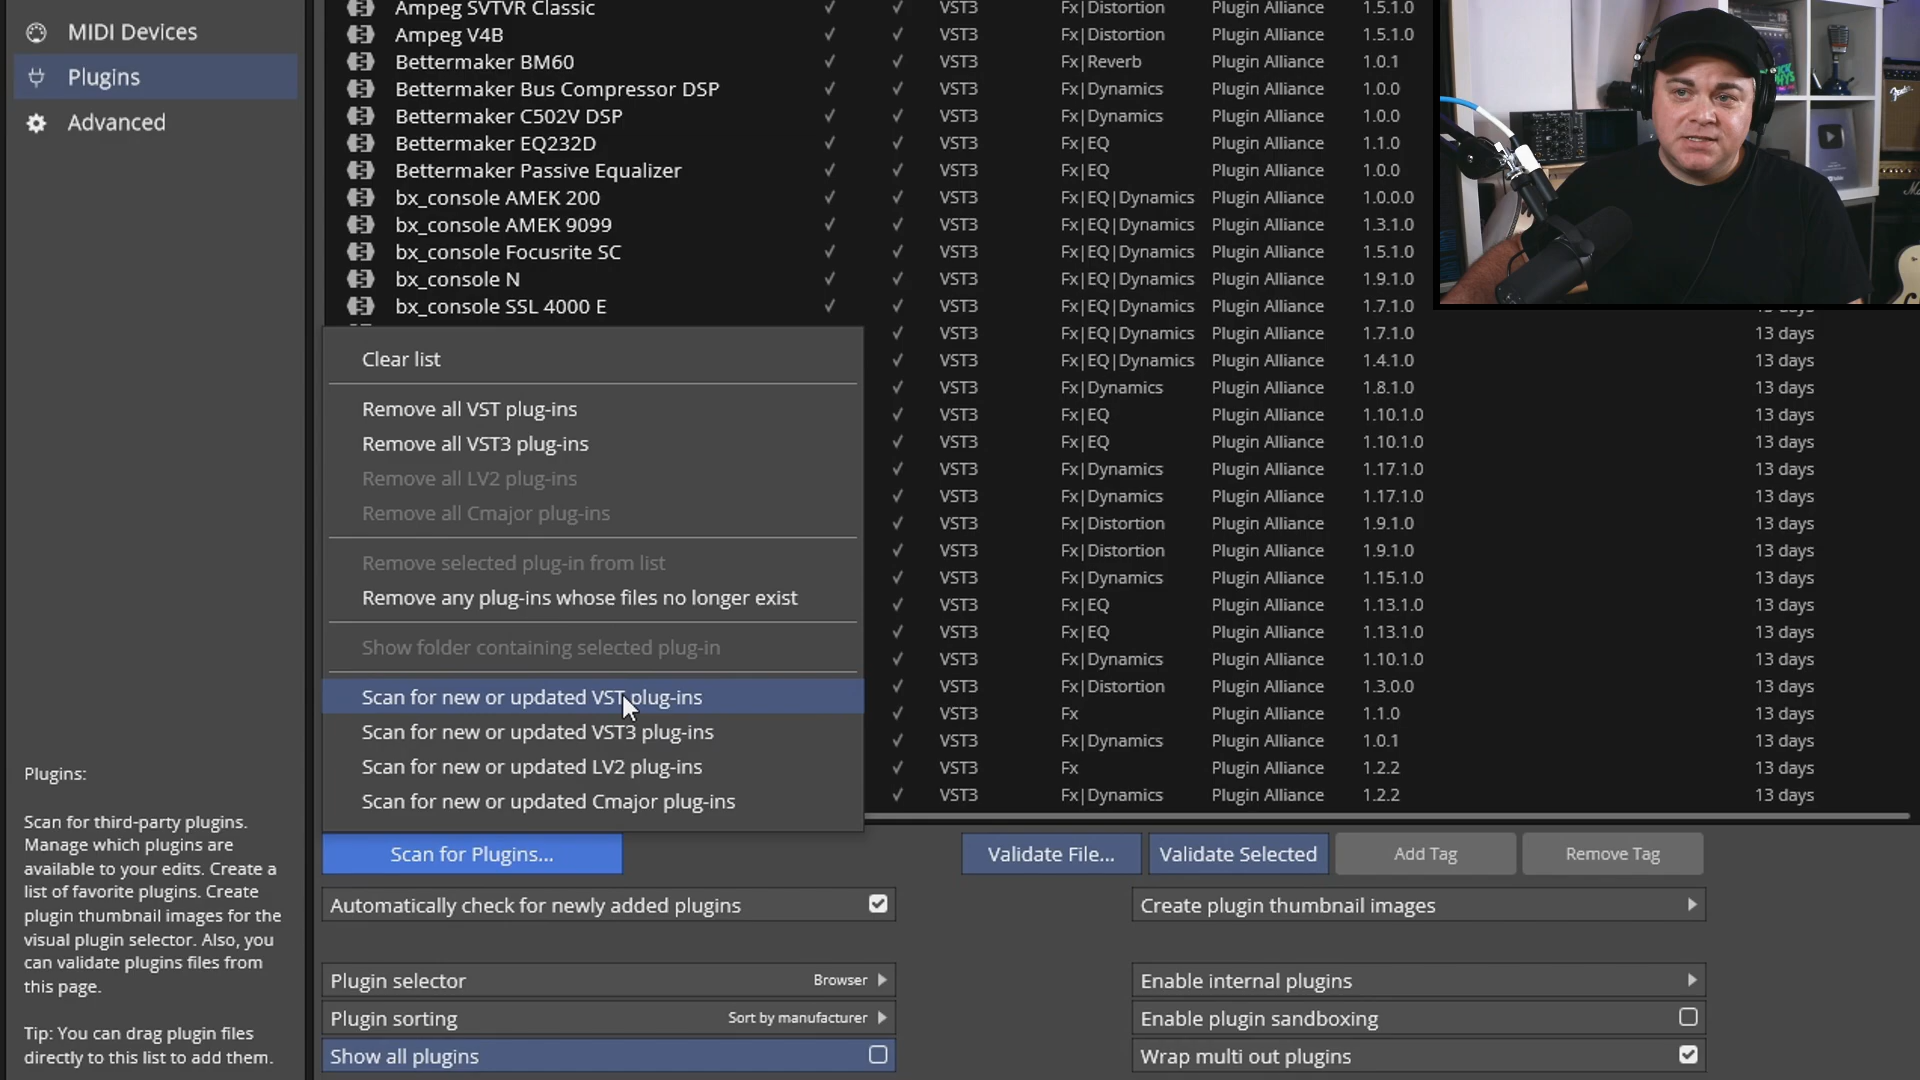 MIDI Devices
Plugins
Advanced
Ampeg SVTVR Classic ✓ ✓ VST3 Fx|Distortion Plugin Alliance 1.5.1.0
Ampeg V4B ✓ ✓ VST3 Fx|Distortion Plugin Alliance 1.5.1.0
Bettermaker BM60 ✓ ✓ VST3 Fx|Reverb Plugin Alliance 1.0.1
Bettermaker Bus Compressor DSP ✓ ✓ VST3 Fx|Dynamics Plugin Alliance 1.0.0
Bettermaker C502V DSP ✓ ✓ VST3 Fx|Dynamics Plugin Alliance 1.0.0
Bettermaker EQ232D ✓ ✓ VST3 Fx|EQ Plugin Alliance 1.1.0
Bettermaker Passive Equalizer ✓ ✓ VST3 Fx|EQ Plugin Alliance 1.0.0
bx_console AMEK 200 ✓ ✓ VST3 Fx|EQ|Dynamics Plugin Alliance 1.0.0.0
bx_console AMEK 9099 ✓ ✓ VST3 Fx|EQ|Dynamics Plugin Alliance 1.3.1.0
bx_console Focusrite SC ✓ ✓ VST3 Fx|EQ|Dynamics Plugin Alliance 1.5.1.0
bx_console N ✓ ✓ VST3 Fx|EQ|Dynamics Plugin Alliance 1.9.1.0
bx_console SSL 4000 E ✓ ✓ VST3 Fx|EQ|Dynamics Plugin Alliance 1.7.1.0
✓ VST3 Fx|EQ|Dynamics Plugin Alliance 1.7.1.0 13 days
✓ VST3 Fx|EQ|Dynamics Plugin Alliance 1.4.1.0 13 days
✓ VST3 Fx|Dynamics Plugin Alliance 1.8.1.0 13 days
✓ VST3 Fx|EQ Plugin Alliance 1.10.1.0 13 days
✓ VST3 Fx|EQ Plugin Alliance 1.10.1.0 13 days
✓ VST3 Fx|Dynamics Plugin Alliance 1.17.1.0 13 days
✓ VST3 Fx|Dynamics Plugin Alliance 1.17.1.0 13 days
✓ VST3 Fx|Distortion Plugin Alliance 1.9.1.0 13 days
✓ VST3 Fx|Distortion Plugin Alliance 1.9.1.0 13 days
✓ VST3 Fx|Dynamics Plugin Alliance 1.15.1.0 13 days
✓ VST3 Fx|EQ Plugin Alliance 1.13.1.0 13 days
✓ VST3 Fx|EQ Plugin Alliance 1.13.1.0 13 days
✓ VST3 Fx|Dynamics Plugin Alliance 1.10.1.0 13 days
✓ VST3 Fx|Distortion Plugin Alliance 1.3.0.0 13 days
✓ VST3 Fx Plugin Alliance 1.1.0 13 days
✓ VST3 Fx|Dynamics Plugin Alliance 1.0.1 13 days
✓ VST3 Fx Plugin Alliance 1.2.2 13 days
✓ VST3 Fx|Dynamics Plugin Alliance 1.2.2 13 days
Clear list
Remove all VST plug-ins
Remove all VST3 plug-ins
Remove all LV2 plug-ins
Remove all Cmajor plug-ins
Remove selected plug-in from list
Remove any plug-ins whose files no longer exist
Show folder containing selected plug-in
Scan for new or updated VST plug-ins
Scan for new or updated VST3 plug-ins
Scan for new or updated LV2 plug-ins
Scan for new or updated Cmajor plug-ins
Scan for Plugins... Validate File... Validate Selected Add Tag Remove Tag
Automatically check for newly added plugins Create plugin thumbnail images
Plugin selector Browser Enable internal plugins
Plugin sorting Sort by manufacturer Enable plugin sandboxing
Show all plugins Wrap multi out plugins
Plugins:
Scan for third-party plugins.
Manage which plugins are
available to your edits. Create a
list of favorite plugins. Create
plugin thumbnail images for the
visual plugin selector. Also, you
can validate plugins files from
this page.
Tip: You can drag plugin files
directly to this list to add them.
Fender